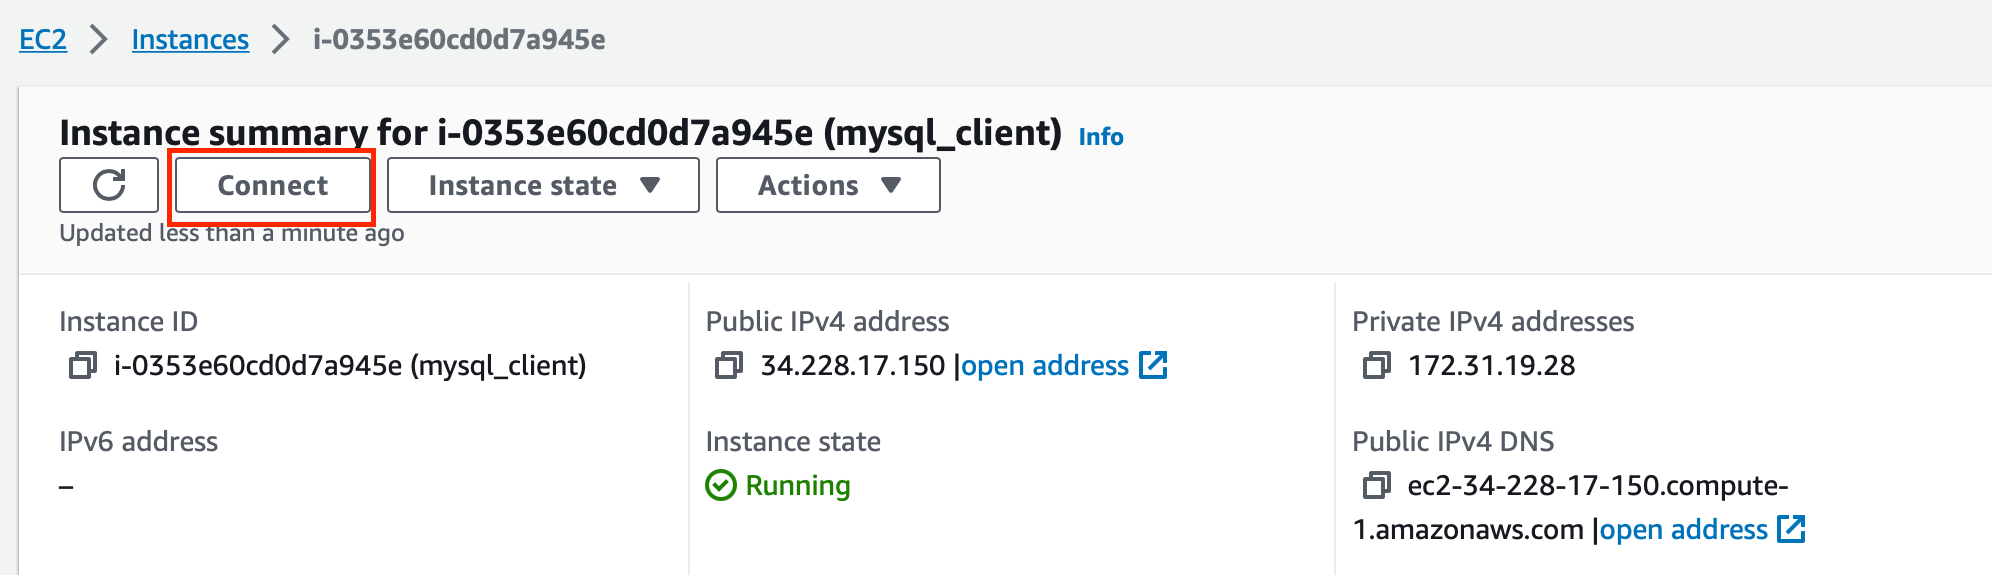 EC2 > Instances > i-0353e60cd0d7a945e
Instance summary for i-0353e60cd0d7a945e (mysql_client) Info
Connect Instance state Actions
Updated less than a minute ago
Instance ID
i-0353e60cd0d7a945e (mysql_client)
IPv6 address
–
Public IPv4 address
34.228.17.150 |open address
Instance state
Running
Private IPv4 addresses
172.31.19.28
Public IPv4 DNS
ec2-34-228-17-150.compute-
1.amazonaws.com |open address